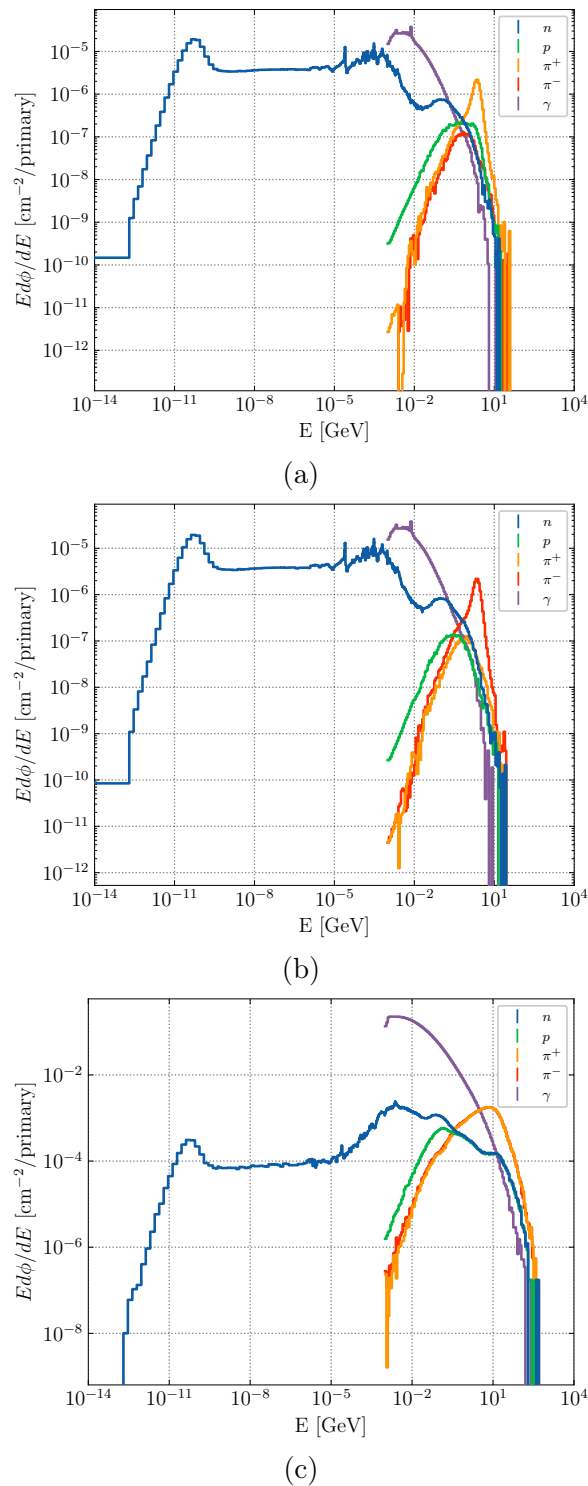 10⁻⁵
10⁻⁶
10⁻⁷
10⁻⁸
10⁻⁹
10⁻¹⁰
10⁻¹¹
10⁻¹²
Edϕ/dE [cm⁻²/primary]
n
p
π⁺
π⁻
γ
10⁻¹⁴ 10⁻¹¹ 10⁻⁸ 10⁻⁵ 10⁻² 10¹ 10⁴
E [GeV]
(a)
10⁻⁵
10⁻⁶
10⁻⁷
10⁻⁸
10⁻⁹
10⁻¹⁰
10⁻¹¹
10⁻¹²
Edϕ/dE [cm⁻²/primary]
n
p
π⁺
π⁻
γ
10⁻¹⁴ 10⁻¹¹ 10⁻⁸ 10⁻⁵ 10⁻² 10¹ 10⁴
E [GeV]
(b)
10⁻²
10⁻⁴
10⁻⁶
10⁻⁸
Edϕ/dE [cm⁻²/primary]
n
p
π⁺
π⁻
γ
10⁻¹⁴ 10⁻¹¹ 10⁻⁸ 10⁻⁵ 10⁻² 10¹ 10⁴
E [GeV]
(c)